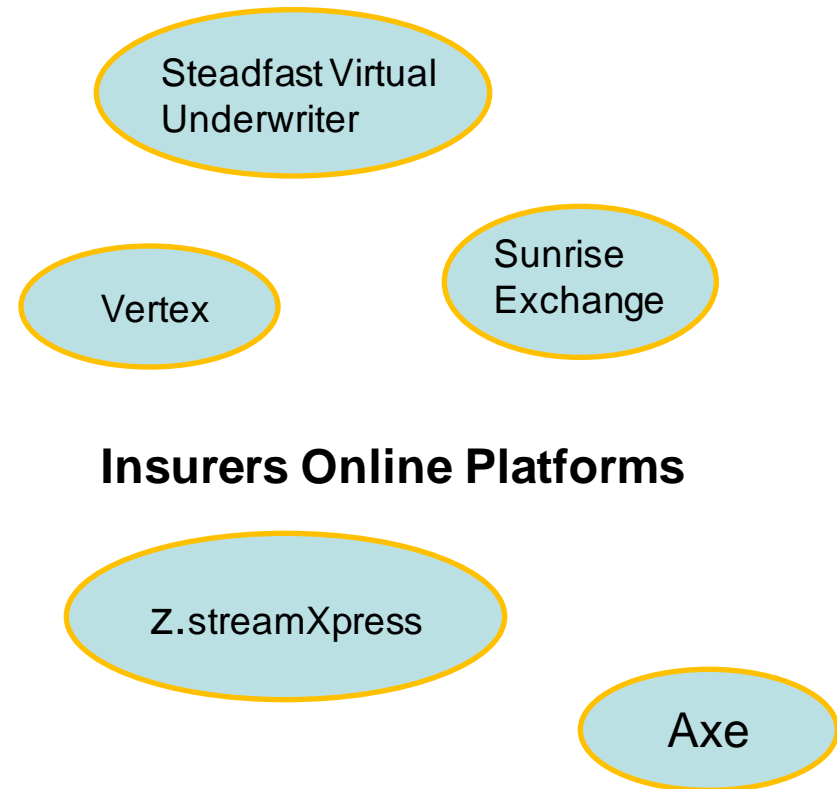 Steadfast Virtual
Underwriter
Sunrise
Exchange
Vertex
Insurers Online Platforms
z.streamXpress
Axe